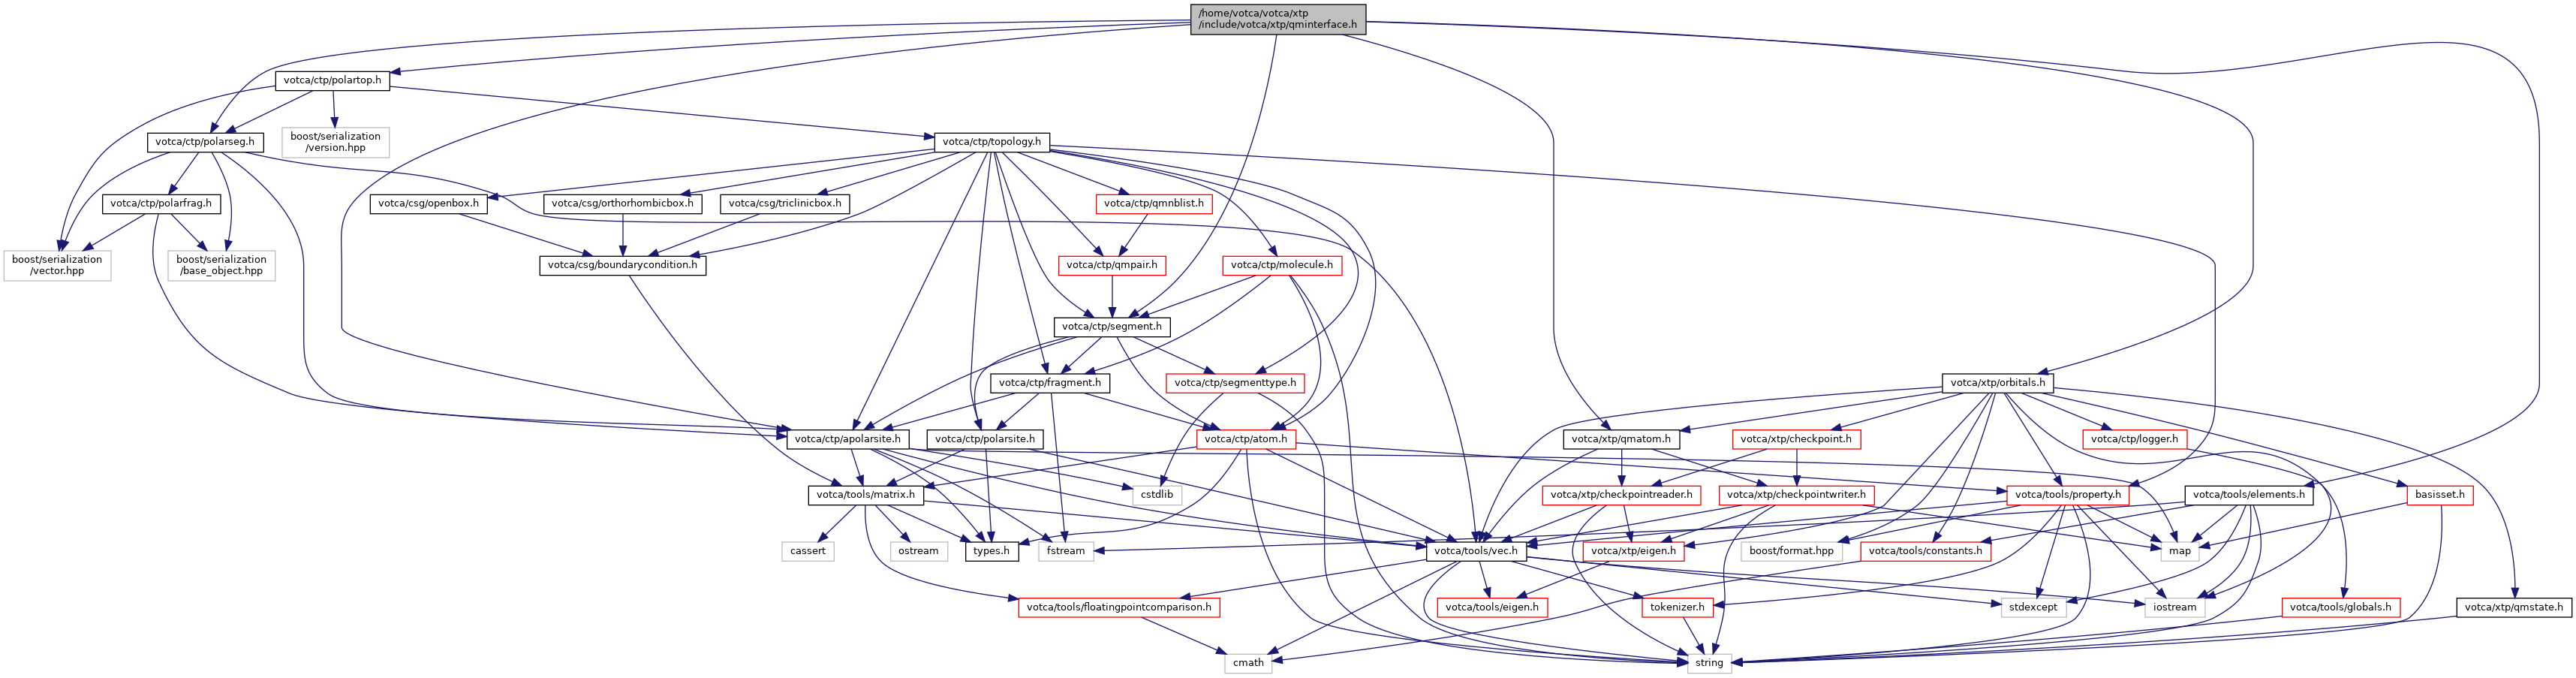 /home/votca/votca/xtp
/include/votca/xtp/qminterface.h
votca/ctp/polartop.h
boost/serialization
/version.hpp
votca/ctp/polarseg.h
votca/ctp/topology.h
votca/ctp/polarfrag.h
votca/csg/openbox.h
votca/csg/orthorhombicbox.h
votca/csg/triclinicbox.h
votca/ctp/qmnblist.h
boost/serialization
/vector.hpp
boost/serialization
/base_object.hpp
votca/csg/boundarycondition.h
votca/ctp/qmpair.h
votca/ctp/molecule.h
votca/ctp/segment.h
votca/ctp/fragment.h
votca/ctp/segmenttype.h
votca/xtp/orbitals.h
votca/ctp/apolarsite.h
votca/ctp/polarsite.h
votca/ctp/atom.h
votca/xtp/qmatom.h
votca/xtp/checkpoint.h
votca/ctp/logger.h
votca/tools/matrix.h
cstdlib
votca/xtp/checkpointreader.h
votca/xtp/checkpointwriter.h
votca/tools/property.h
votca/tools/elements.h
basisset.h
cassert
ostream
types.h
fstream
votca/tools/vec.h
votca/xtp/eigen.h
boost/format.hpp
votca/tools/constants.h
map
votca/tools/floatingpointcomparison.h
votca/tools/eigen.h
tokenizer.h
stdexcept
iostream
votca/tools/globals.h
votca/xtp/qmstate.h
cmath
string